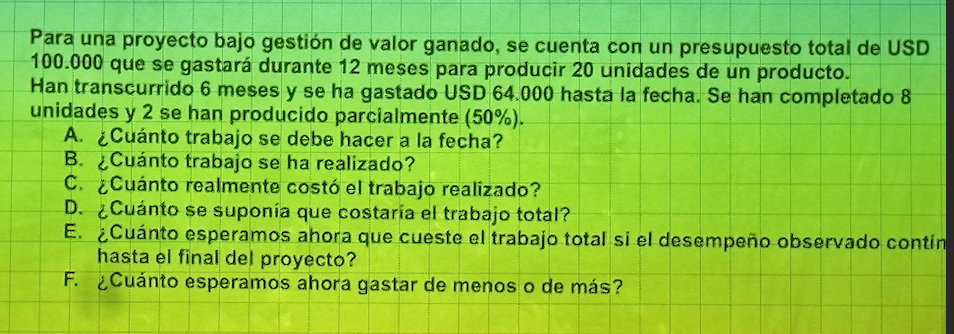 Para una proyecto bajo gestión de valor ganado, se cuenta con un presupuesto total de USD
100.000 que se gastará durante 12 meses para producir 20 unidades de un producto.
Han transcurrido 6 meses y se ha gastado USD 64.000 hasta la fecha. Se han completado 8
unidades y 2 se han producido parcialmente (50%).
A. ¿Cuánto trabajo se debe hacer a la fecha?
B. ¿Cuánto trabajo se ha realizado?
C. ¿Cuánto realmente costó el trabajo realizado?
D. ¿Cuánto se suponía que costaría el trabajo total?
E. ¿Cuánto esperamos ahora que cueste el trabajo total si el desempeño observado contin
hasta el final del proyecto?
F. ¿Cuánto esperamos ahora gastar de menos o de más?